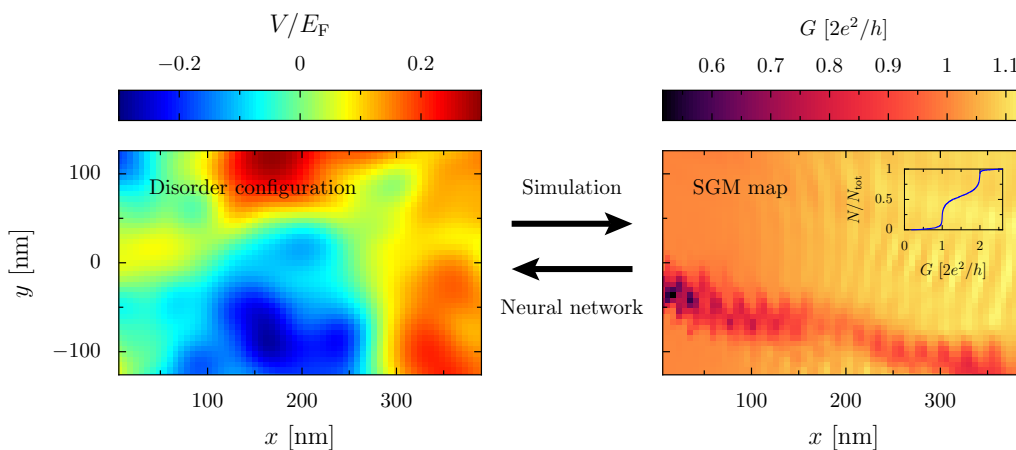 V/E_F
−0.2 0 0.2
Disorder configuration
100
0
−100
y [nm]
100 200 300
x [nm]
Simulation
Neural network
G [2e²/h]
0.6 0.7 0.8 0.9 1 1.1
SGM map
N/N_tot
1
0.5
0
0 1 2
G [2e²/h]
100 200 300
x [nm]